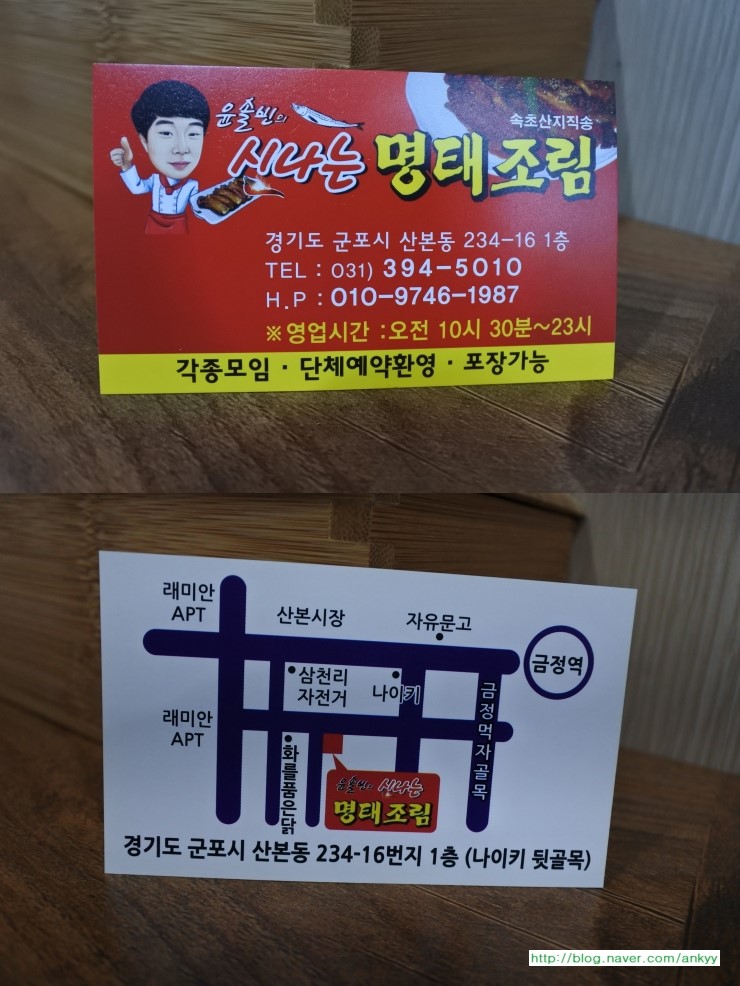 윤솔빈의
속초산지직송
시나는 명태조림
경기도 군포시 산본동 234-16 1층
TEL : 031) 394-5010
H.P : 010-9746-1987
※영업시간 :오전 10시 30분~23시
각종모임 · 단체예약환영 · 포장가능
래미안
APT
산본시장
자유문고
금정역
삼천리
자전거
나이키
금정먹자골목
래미안
APT
화를품은닭
윤솔빈의 시나는
명태조림
경기도 군포시 산본동 234-16번지 1층 (나이키 뒷골목)
http://blog.naver.com/ankyy